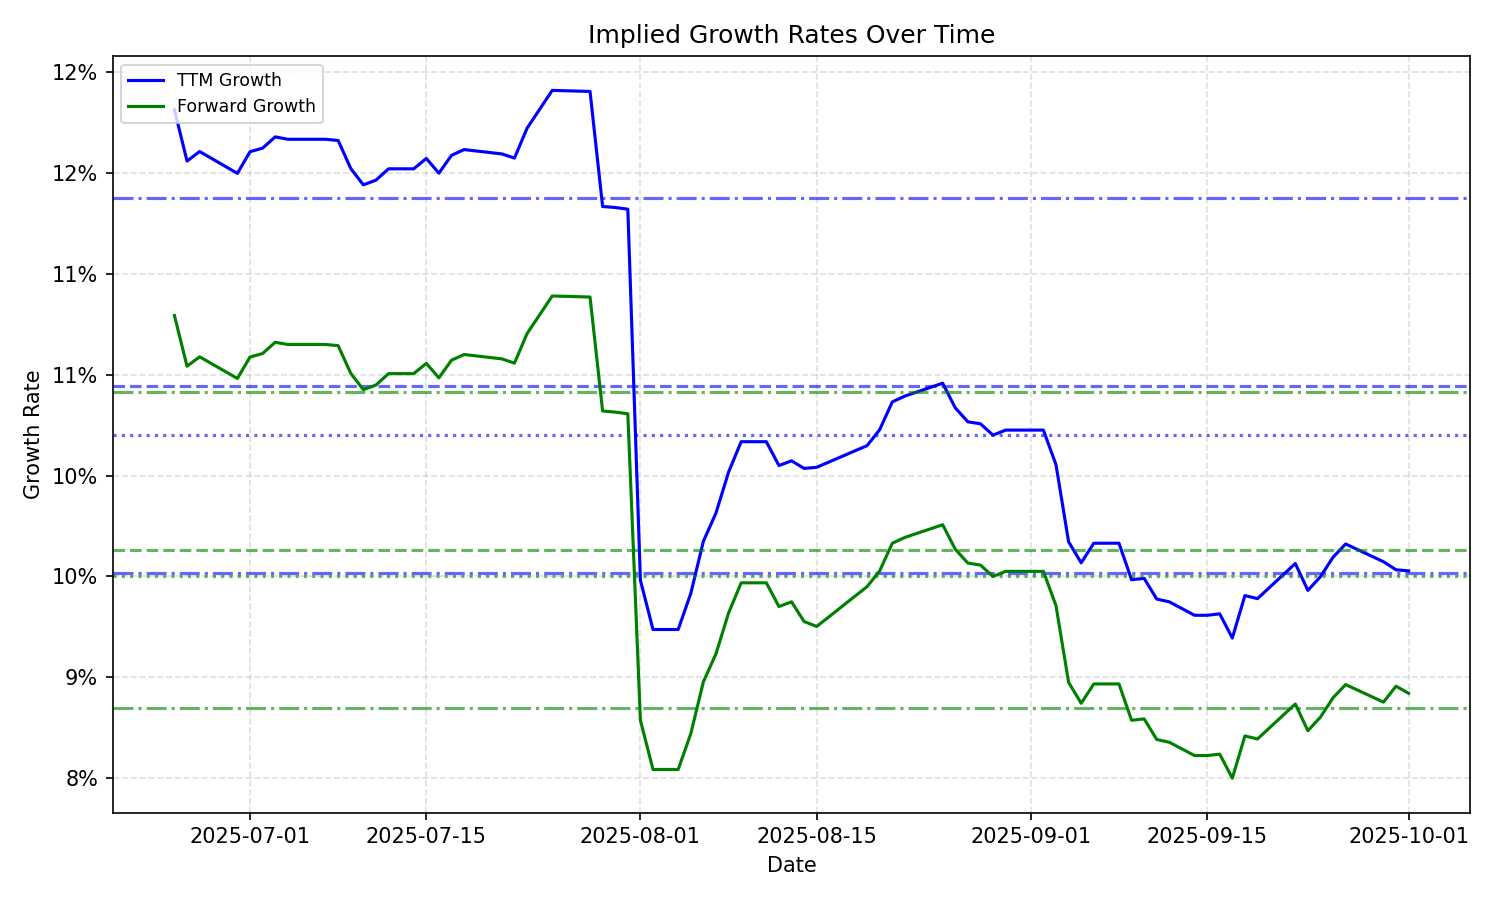 Implied Growth Rates Over Time
TTM Growth
Forward Growth
12%
12%
11%
11%
10%
10%
9%
8%
Growth Rate
2025-07-01 2025-07-15 2025-08-01 2025-08-15 2025-09-01 2025-09-15 2025-10-01
Date